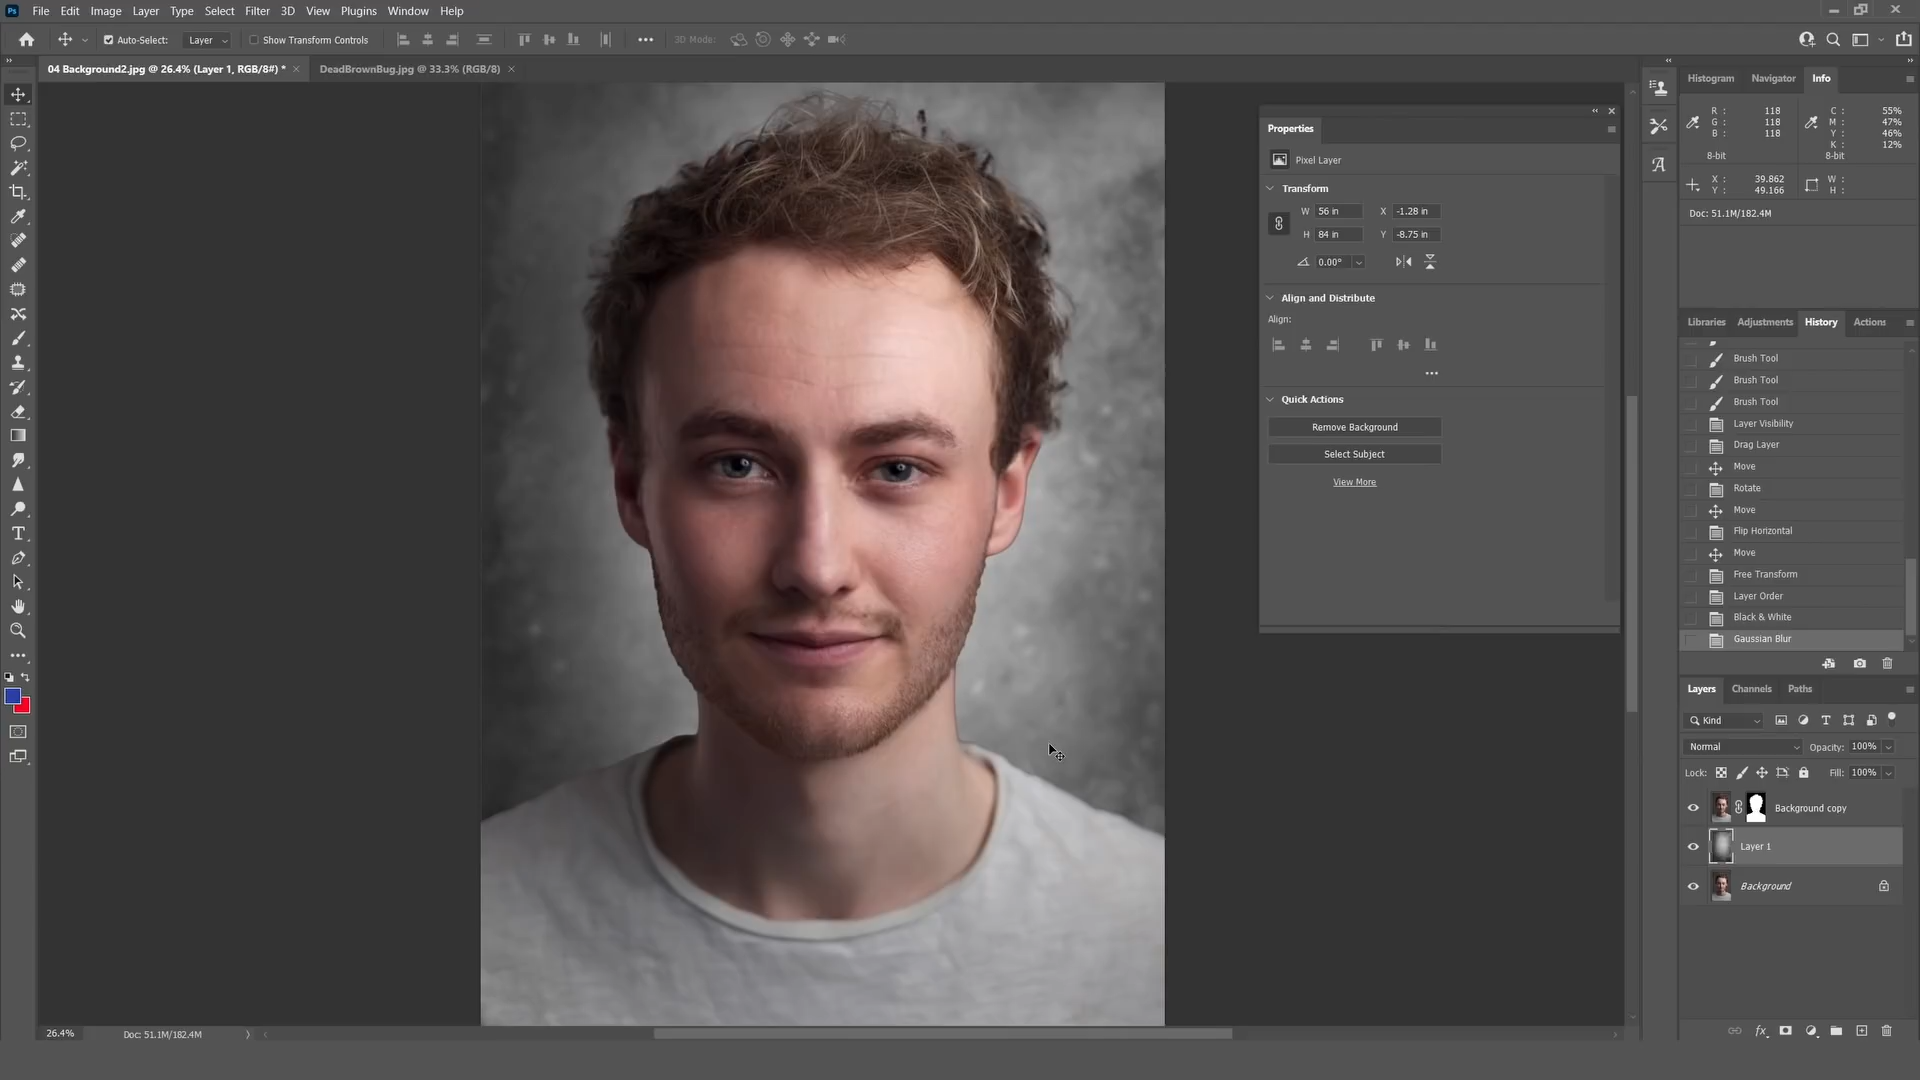 Ps File Edit Image Layer Type Select Filter 3D View Plugins Window Help
Auto-Select: Layer Show Transform Controls 3D Mode:
04 Background2.jpg @ 26.4% (Layer 1, RGB/8#) * × DeadBrownBug.jpg @ 33.3% (RGB/8) ×
Properties
Pixel Layer
Transform
W 56 in X -1.28 in
H 84 in Y -8.75 in
0.00°
Align and Distribute
Align:
Quick Actions
Remove Background
Select Subject
View More
Histogram Navigator Info
R : 118 C : 55%
G : 118 M : 47%
B : 118 Y : 46%
K : 12%
8-bit 8-bit
X : 39.862 W :
Y : 49.166 H :
Doc: 51.1M/182.4M
Libraries Adjustments History Actions
Brush Tool
Brush Tool
Brush Tool
Layer Visibility
Drag Layer
Move
Rotate
Move
Flip Horizontal
Move
Free Transform
Layer Order
Black & White
Gaussian Blur
Layers Channels Paths
Kind
Normal Opacity: 100%
Lock: Fill: 100%
Background copy
Layer 1
Background
26.4% Doc: 51.1M/182.4M